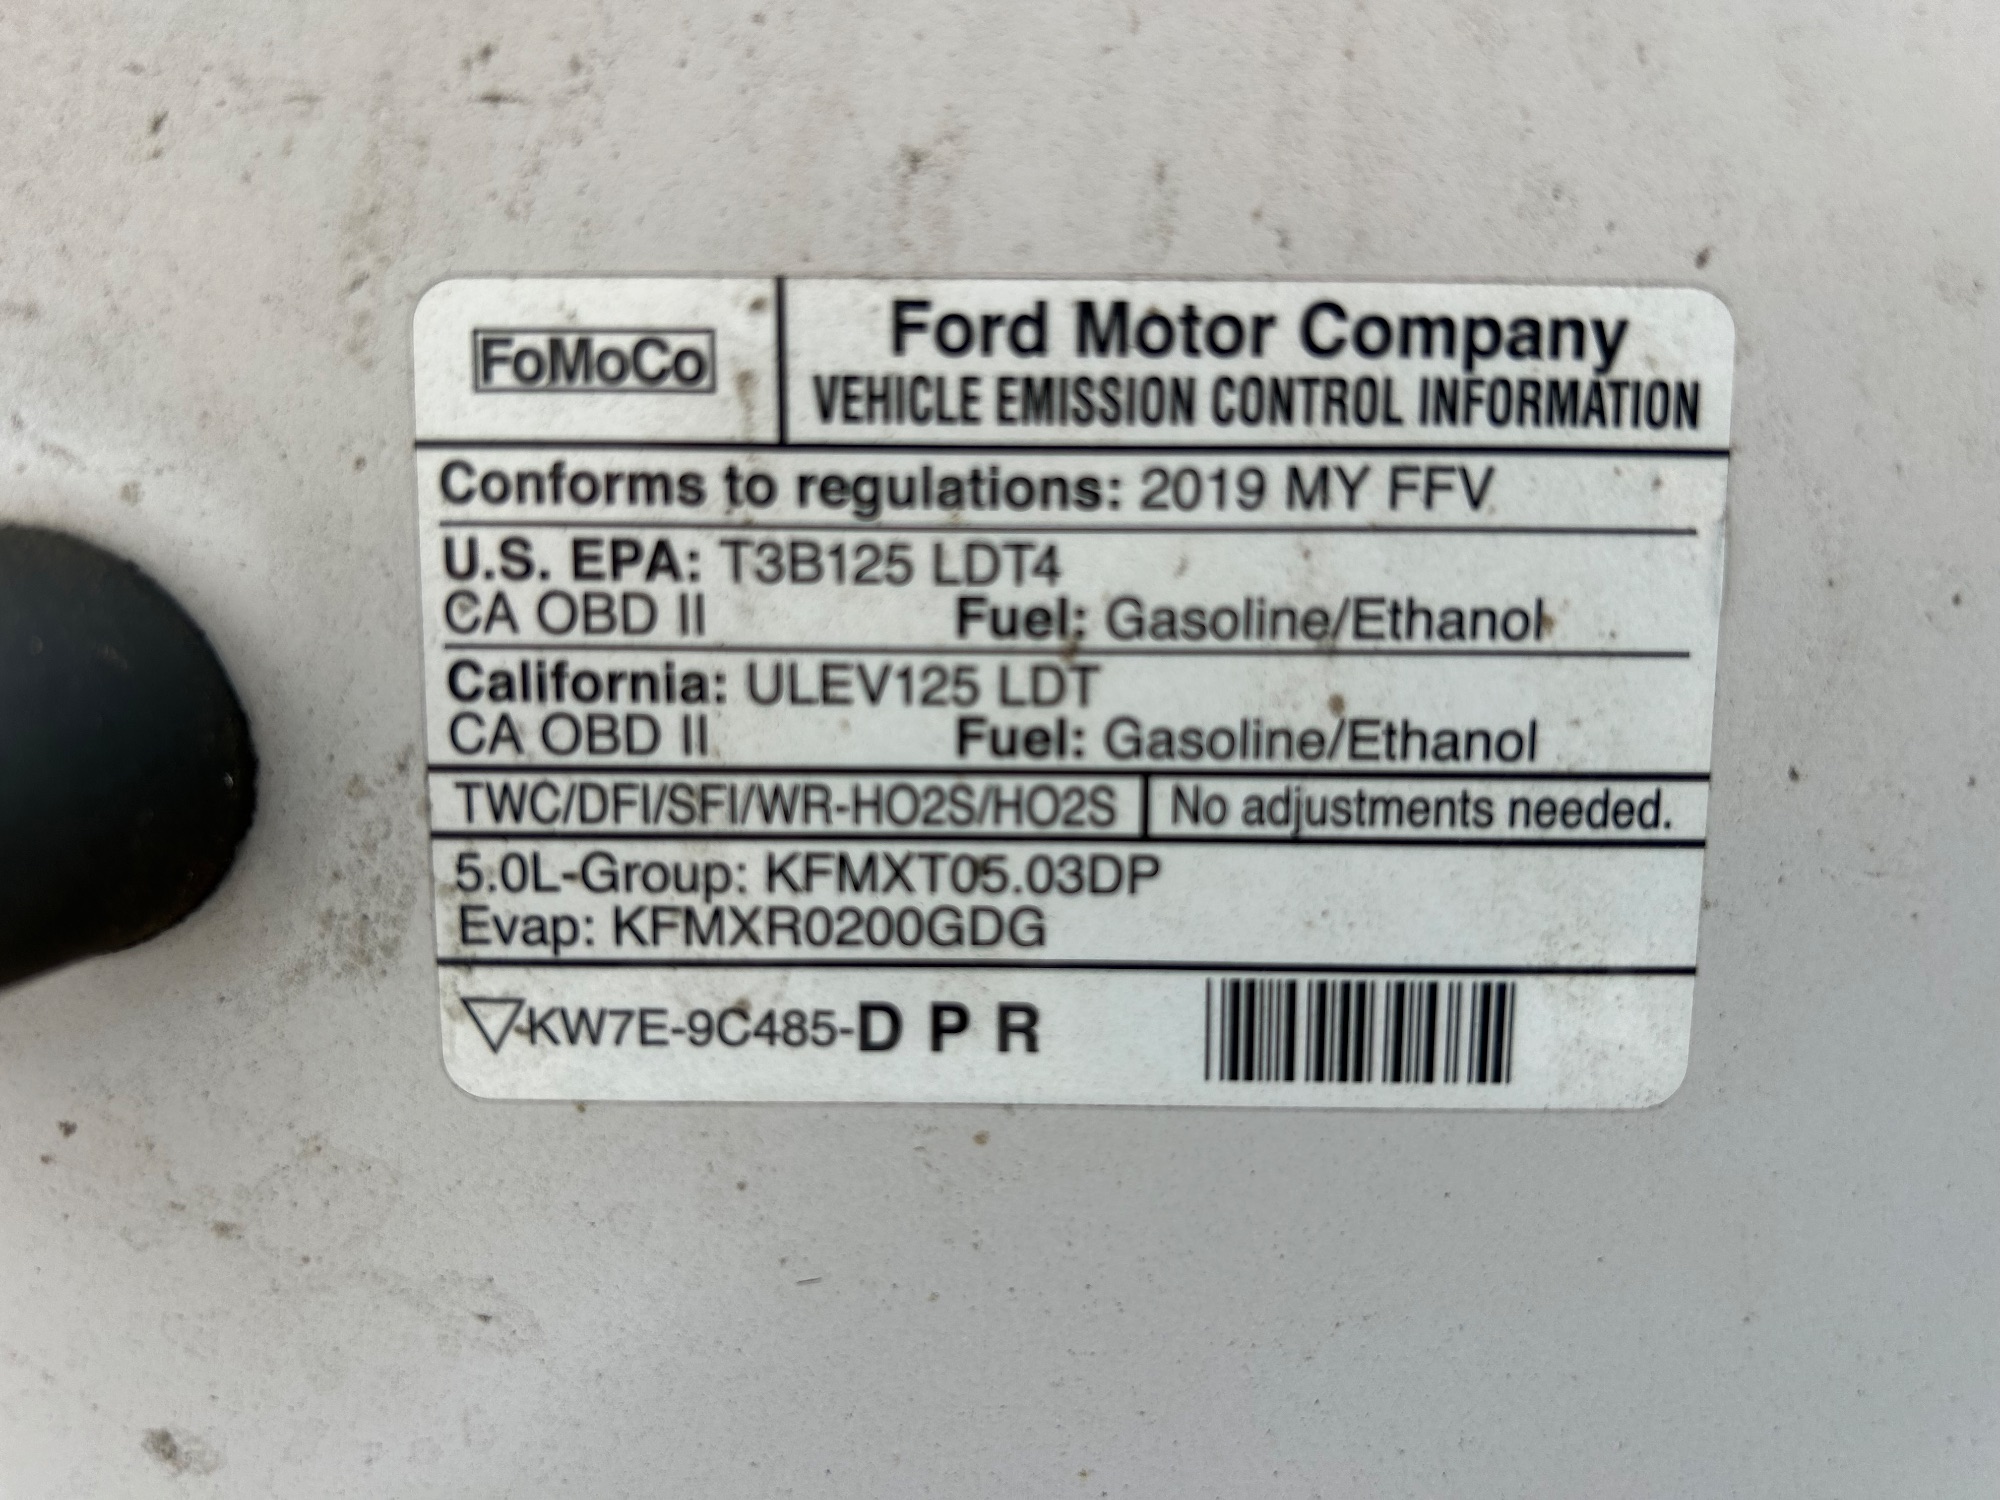 FoMoCo
Ford Motor Company
VEHICLE EMISSION CONTROL INFORMATION
Conforms to regulations: 2019 MY FFV
U.S. EPA: T3B125 LDT4
CA OBD II Fuel: Gasoline/Ethanol
California: ULEV125 LDT
CA OBD II Fuel: Gasoline/Ethanol
TWC/DFI/SFI/WR-HO2S/HO2S No adjustments needed.
5.0L-Group: KFMXT05.03DP
Evap: KFMXR0200GDG
▽KW7E-9C485-D P R